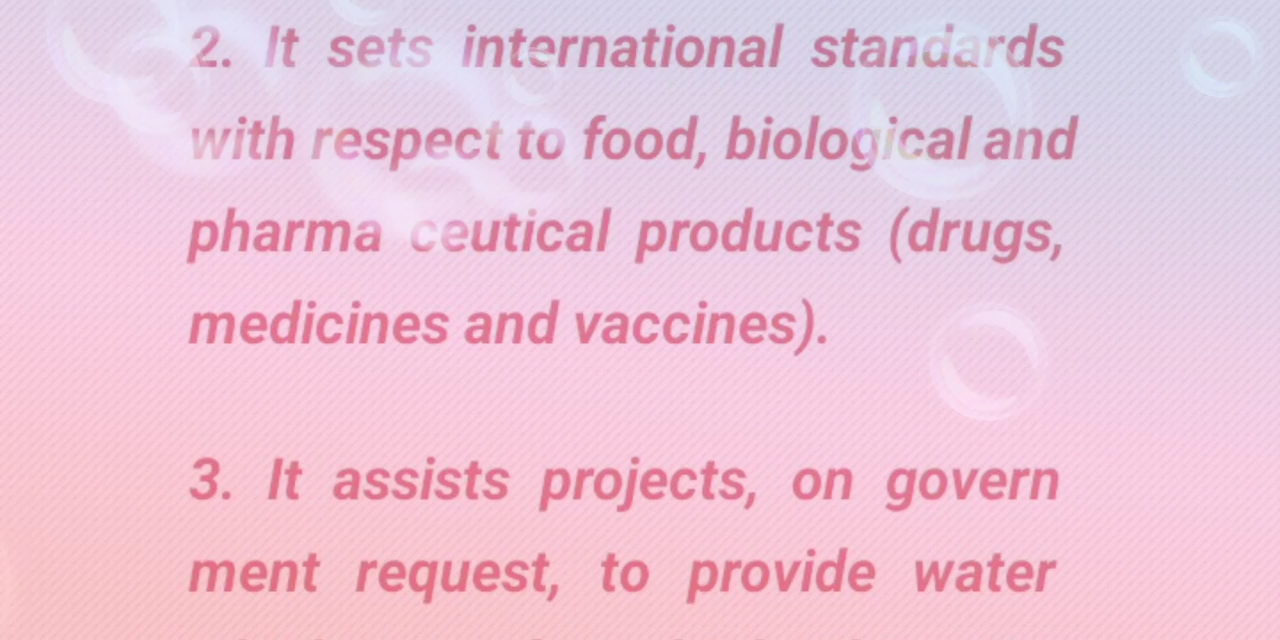 2. It sets international standards
with respect to food, biological and
pharma ceutical products (drugs,
medicines and vaccines).
3. It assists projects, on govern
ment request, to provide water